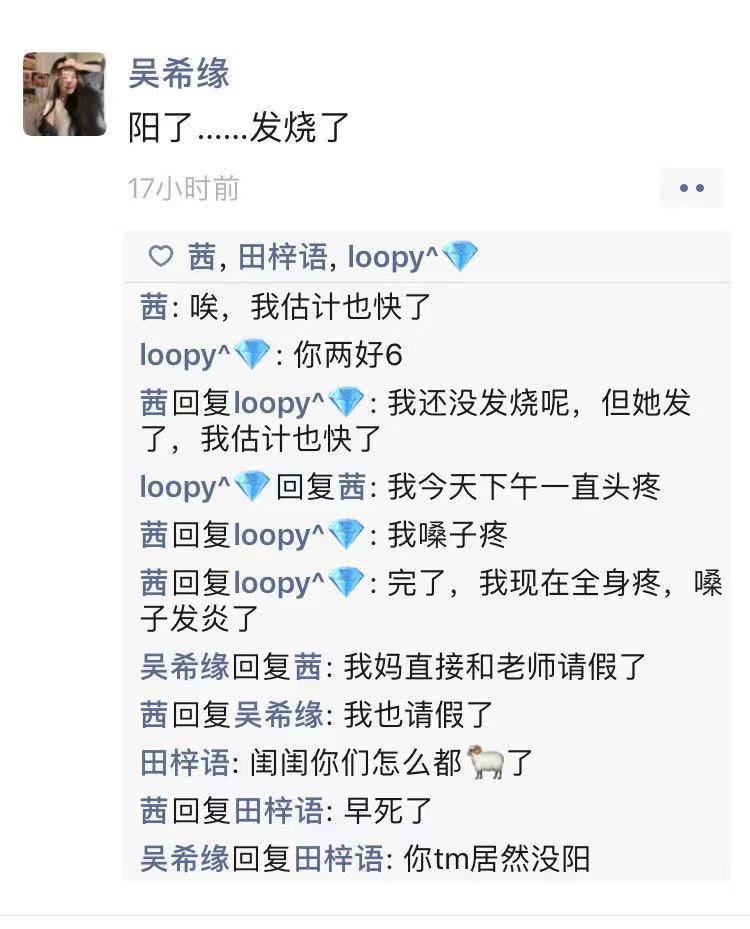 吴希缘
阳了......发烧了
17小时前
茜, 田梓语, loopy^💎
茜: 唉，我估计也快了
loopy^💎: 你两好6
茜回复loopy^💎: 我还没发烧呢，但她发
了，我估计也快了
loopy^💎回复茜: 我今天下午一直头疼
茜回复loopy^💎: 我嗓子疼
茜回复loopy^💎: 完了，我现在全身疼，嗓
子发炎了
吴希缘回复茜: 我妈直接和老师请假了
茜回复吴希缘: 我也请假了
田梓语: 闺闺你们怎么都🐏了
茜回复田梓语: 早死了
吴希缘回复田梓语: 你tm居然没阳